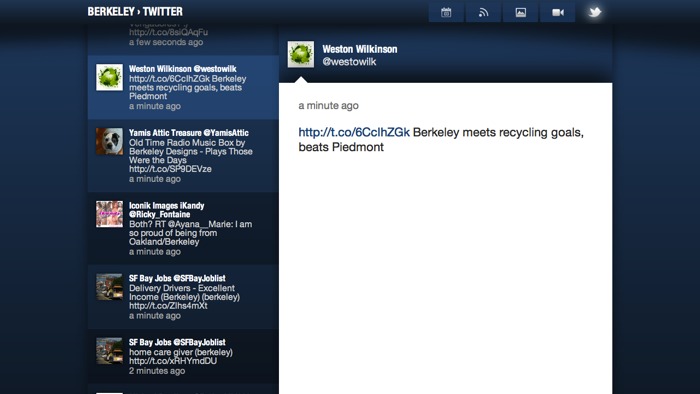 BERKELEY › TWITTER
http://t.co/8siQAqFu
a few seconds ago
Weston Wilkinson @westowilk
http://t.co/6CcIhZGk Berkeley
meets recycling goals, beats
Piedmont
a minute ago
Yamis Attic Treasure @YamisAttic
Old Time Radio Music Box by
Berkeley Designs - Plays Those
Were the Days
http://t.co/SP9DEVze
a minute ago
Iconik Images iKandy
@Ricky_Fontaine
Both? RT @Ayana__Marie: I am
so proud of being from
Oakland/Berkeley
a minute ago
SF Bay Jobs @SFBayJoblist
Delivery Drivers - Excellent
Income (Berkeley) (berkeley)
http://t.co/Zihs4mXt
a minute ago
SF Bay Jobs @SFBayJoblist
home care giver (berkeley)
http://t.co/xRHYmdDU
2 minutes ago
Weston Wilkinson
@westowilk
a minute ago
http://t.co/6CcIhZGk Berkeley meets recycling goals,
beats Piedmont